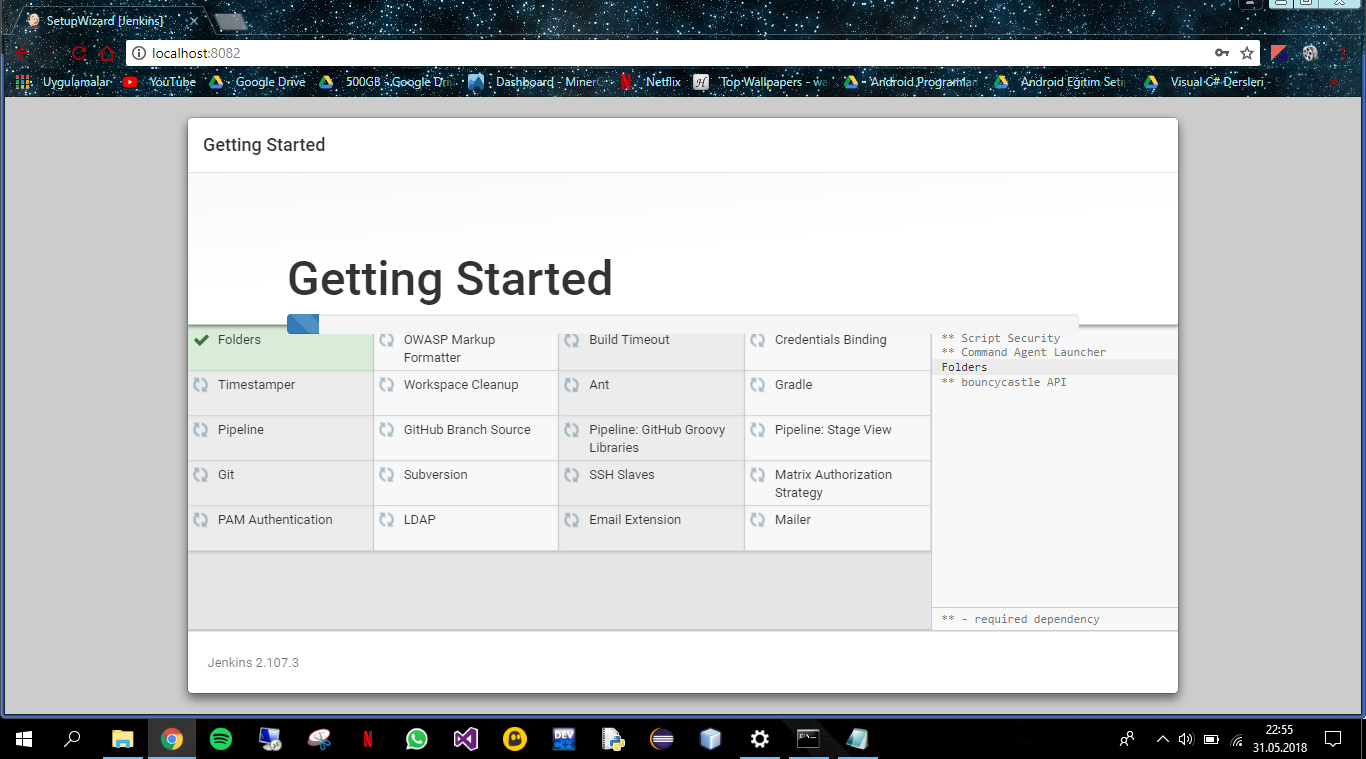 SetupWizard [Jenkins]
localhost:8082
Uygulamalar YouTube Google Drive 500GB - Google Dri Dashboard - Miner Netflix Top Wallpapers - wa Android Programlan Android Eğitim Seti Visual C# Dersleri -
Getting Started
Getting Started
Folders
OWASP Markup
Formatter
Build Timeout
Credentials Binding
Timestamper
Workspace Cleanup
Ant
Gradle
Pipeline
GitHub Branch Source
Pipeline: GitHub Groovy
Libraries
Pipeline: Stage View
Git
Subversion
SSH Slaves
Matrix Authorization
Strategy
PAM Authentication
LDAP
Email Extension
Mailer
** Script Security
** Command Agent Launcher
Folders
** bouncycastle API
** - required dependency
Jenkins 2.107.3
DEV
22:55
31.05.2018